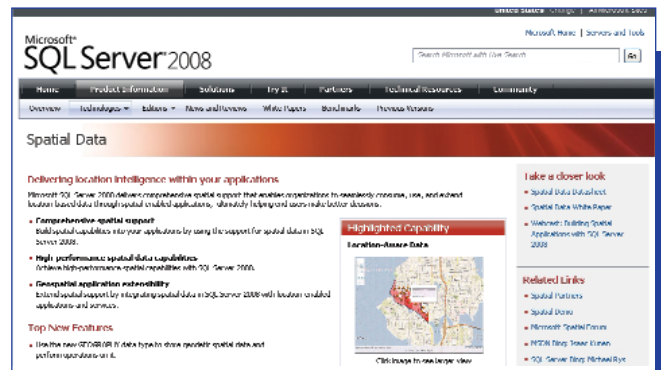 United States Change | All Microsoft Sites
Microsoft Home | Servers and Tools
Microsoft
SQL Server 2008
Search Microsoft with Live Search
Go
Home Product Information Solutions Try It Partners Technical Resources Community
Overview Technologies Editions News and Reviews White Papers Benchmarks Previous Versions
Spatial Data
Delivering location intelligence within your applications
Microsoft SQL Server 2008 delivers comprehensive spatial support that enables organizations to seamlessly consume, use, and extend
location-based data through spatial-enabled applications, ultimately helping end users make better decisions.
Comprehensive spatial support
Build spatial capabilities into your applications by using the support for spatial data in SQL
Server 2008.
High-performance spatial data capabilities
Achieve high-performance spatial capabilities with SQL Server 2008.
Geospatial application extensibility
Extend spatial support by integrating spatial data in SQL Server 2008 with location-enabled
applications and services.
Top New Features
Use the new GEOGRAPHY data type to store geodetic spatial data and
perform operations on it.
Highlighted Capability
Location-Aware Data
Click image to see larger view
Take a closer look
Spatial Data Datasheet
Spatial Data White Paper
Webcast: Building Spatial
Applications with SQL Server
2008
Related Links
Spatial Partners
Spatial Demo
Microsoft Spatial Forum
MSDN Blog: Isaac Kunen
SQL Server Blog: Michael Rys